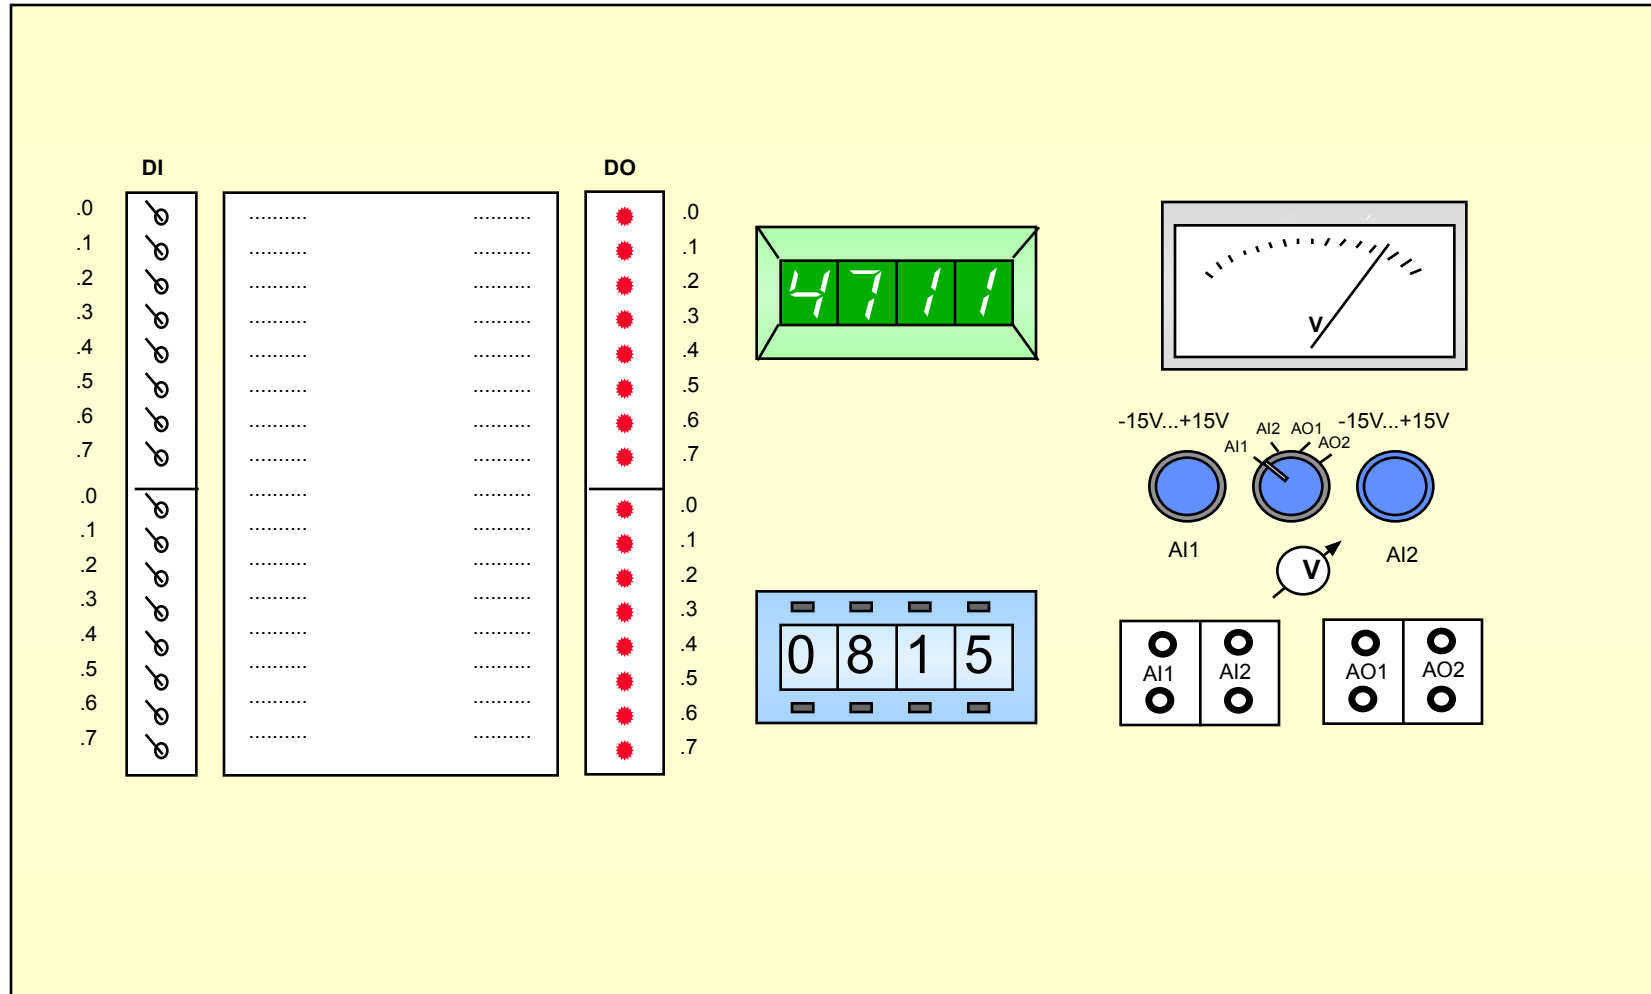 DI
DO
.0
.1
.2
.3
.4
.5
.6
.7
.0
.1
.2
.3
.4
.5
.6
.7
.0
.1
.2
.3
.4
.5
.6
.7
.0
.1
.2
.3
.4
.5
.6
.7
4711
0815
V
-15V...+15V
AI1
AI2
AO1
AO2
-15V...+15V
AI1
V
AI2
AI1
AI2
AO1
AO2